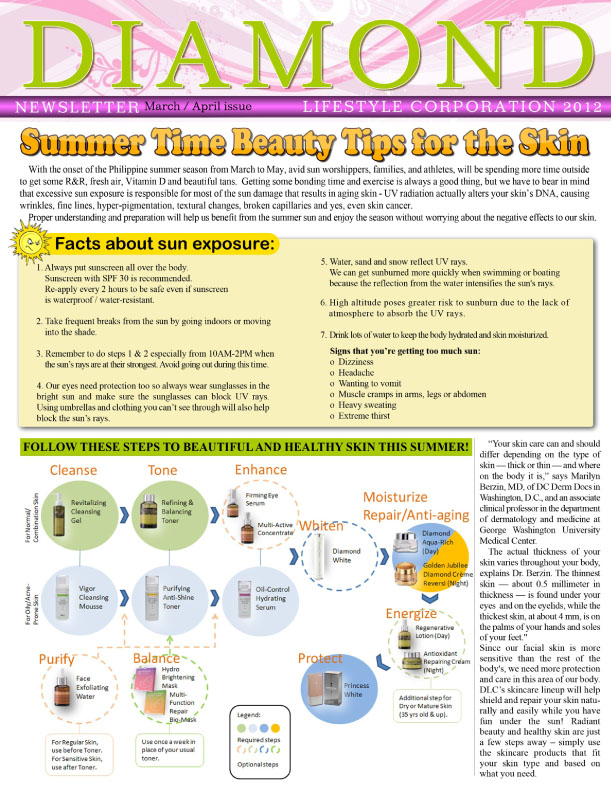 DIAMOND
NEWSLETTER March / April issue LIFESTYLE CORPORATION 2012
Summer Time Beauty Tips for the Skin
With the onset of the Philippine summer season from March to May, avid sun worshippers, families, and athletes, will be spending more time outside
to get some R&R, fresh air, Vitamin D and beautiful tans. Getting some bonding time and exercise is always a good thing, but we have to bear in mind
that excessive sun exposure is responsible for most of the sun damage that results in aging skin - UV radiation actually alters your skin's DNA, causing
wrinkles, fine lines, hyper-pigmentation, textural changes, broken capillaries and yes, even skin cancer.
Proper understanding and preparation will help us benefit from the summer sun and enjoy the season without worrying about the negative effects to our skin.
Facts about sun exposure:
1. Always put sunscreen all over the body.
Sunscreen with SPF 30 is recommended.
Re-apply every 2 hours to be safe even if sunscreen
is waterproof / water-resistant.
2. Take frequent breaks from the sun by going indoors or moving
into the shade.
3. Remember to do steps 1 & 2 especially from 10AM-2PM when
the sun's rays are at their strongest. Avoid going out during this time.
4. Our eyes need protection too so always wear sunglasses in the
bright sun and make sure the sunglasses can block UV rays.
Using umbrellas and clothing you can't see through will also help
block the sun's rays.
5. Water, sand and snow reflect UV rays.
We can get sunburned more quickly when swimming or boating
because the reflection from the water intensifies the sun's rays.
6. High altitude poses greater risk to sunburn due to the lack of
atmosphere to absorb the UV rays.
7. Drink lots of water to keep the body hydrated and skin moisturized.
Signs that you're getting too much sun:
o Dizziness
o Headache
o Wanting to vomit
o Muscle cramps in arms, legs or abdomen
o Heavy sweating
o Extreme thirst
FOLLOW THESE STEPS TO BEAUTIFUL AND HEALTHY SKIN THIS SUMMER!
Cleanse
Tone
Enhance
Whiten
Moisturize
Repair/Anti-aging
For Normal/
Combination Skin
Revitalizing
Cleansing
Gel
Refining &
Balancing
Toner
Firming Eye
Serum
Multi-Active
Concentrate
Diamond
White
Diamond
Aqua-Rich
(Day)
Golden Jubilee
Diamond Crème
Reversl (Night)
For Oily/Acne-
Prone Skin
Vigor
Cleansing
Mousse
Purifying
Anti-Shine
Toner
Oil-Control
Hydrating
Serum
Energize
Regenerative
Lotion (Day)
Antioxidant
Repairing Cream
(Night)
Additional step for
Dry or Mature Skin
(35 yrs old & up).
Purify
Face
Exfoliating
Water
For Regular Skin,
use before Toner.
For Sensitive Skin,
use after Toner.
Balance
Hydro
Brightening
Mask
Multi-
Function
Repair
Bio-Mask
Use once a week in
place of your usual
toner.
Protect
Princess
White
Legend:
Required steps
Optional steps
"Your skin care can and should
differ depending on the type of
skin — thick or thin — and where
on the body it is," says Marilyn
Berzin, MD, of DC Derm Docs in
Washington, D.C., and an associate
clinical professor in the department
of dermatology and medicine at
George Washington University
Medical Center.
The actual thickness of your
skin varies throughout your body,
explains Dr. Berzin. The thinnest
skin — about 0.5 millimeter in
thickness — is found under your
eyes and on the eyelids, while the
thickest skin, at about 4 mm, is on
the palms of your hands and soles
of your feet."
Since our facial skin is more
sensitive than the rest of the
body's, we need more protection
and care in this area of our body.
DLC's skincare lineup will help
shield and repair your skin natu-
rally and easily while you have
fun under the sun! Radiant
beauty and healthy skin are just
a few steps away – simply use
the skincare products that fit
your skin type and based on
what you need.